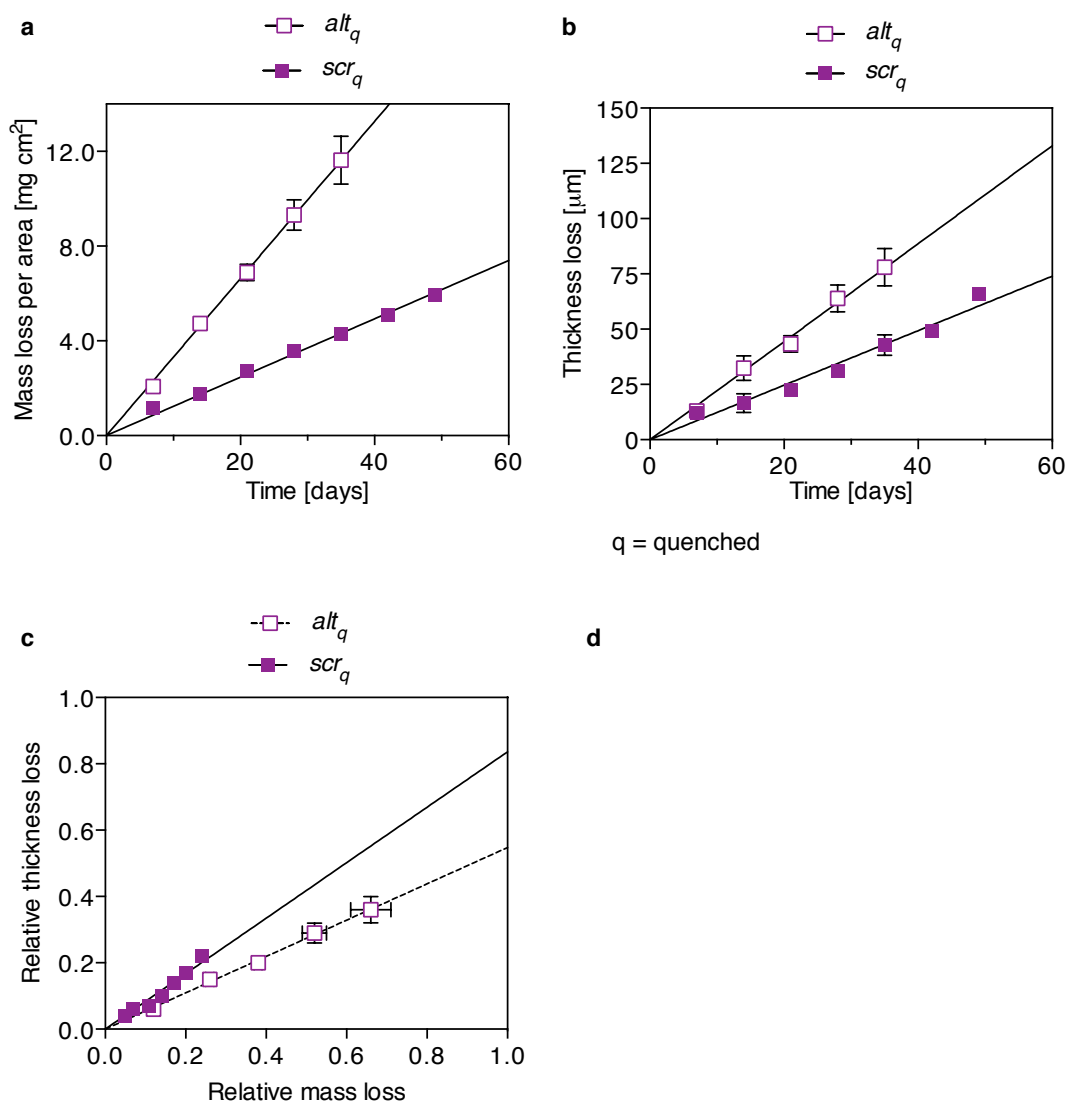 a
alt_q
scr_q
Mass loss per area [mg cm²]
12.0
8.0
4.0
0.0
0 20 40 60
Time [days]
b
alt_q
scr_q
Thickness loss [μm]
150
125
100
75
50
25
0
0 20 40 60
Time [days]
q = quenched
c
alt_q
scr_q
Relative thickness loss
1.0
0.8
0.6
0.4
0.2
0.0
0.0 0.2 0.4 0.6 0.8 1.0
Relative mass loss
d